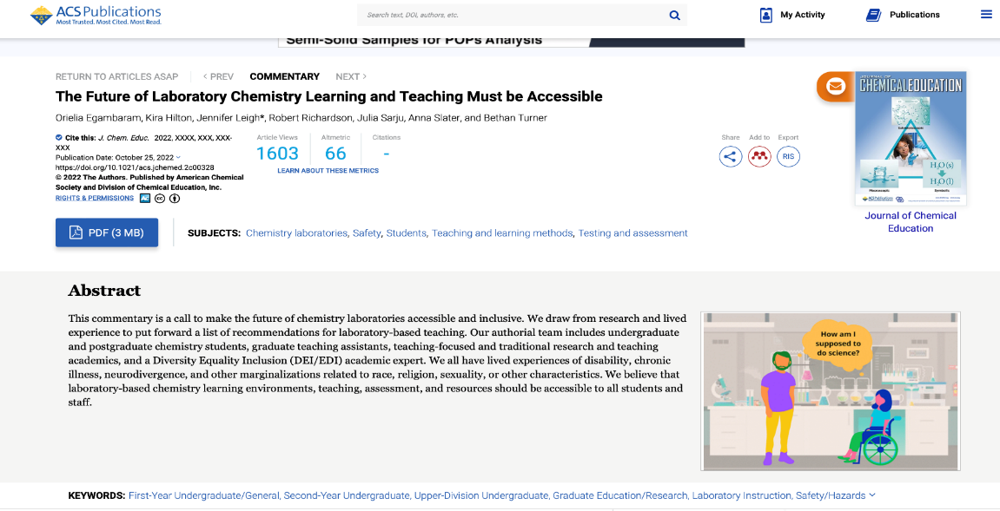 ACS Publications
Most Trusted. Most Cited. Most Read.
Search text, DOI, authors, etc.
My Activity
Publications
Semi-Solid Samples for POPs Analysis
RETURN TO ARTICLES ASAP
< PREV
COMMENTARY
NEXT >
The Future of Laboratory Chemistry Learning and Teaching Must be Accessible
Orielia Egambaram, Kira Hilton, Jennifer Leigh*, Robert Richardson, Julia Sarju, Anna Slater, and Bethan Turner
Cite this: J. Chem. Educ. 2022, XXXX, XXX, XXX-
XXX
Publication Date: October 25, 2022
https://doi.org/10.1021/acs.jchemed.2c00328
© 2022 The Authors. Published by American Chemical
Society and Division of Chemical Education, Inc.
RIGHTS & PERMISSIONS
Article Views
1603
Altmetric
66
Citations
-
LEARN ABOUT THESE METRICS
Share
Add to
Export
RIS
JOURNAL OF
CHEMICALEDUCATION
H₂O(s)
H₂O(l)
Macroscopic
Symbolic
Journal of Chemical
Education
PDF (3 MB)
SUBJECTS: Chemistry laboratories, Safety, Students, Teaching and learning methods, Testing and assessment
Abstract
This commentary is a call to make the future of chemistry laboratories accessible and inclusive. We draw from research and lived
experience to put forward a list of recommendations for laboratory-based teaching. Our authorial team includes undergraduate
and postgraduate chemistry students, graduate teaching assistants, teaching-focused and traditional research and teaching
academics, and a Diversity Equality Inclusion (DEI/EDI) academic expert. We all have lived experiences of disability, chronic
illness, neurodivergence, and other marginalizations related to race, religion, sexuality, or other characteristics. We believe that
laboratory-based chemistry learning environments, teaching, assessment, and resources should be accessible to all students and
staff.
How am I
supposed to
do science?
KEYWORDS: First-Year Undergraduate/General, Second-Year Undergraduate, Upper-Division Undergraduate, Graduate Education/Research, Laboratory Instruction, Safety/Hazards